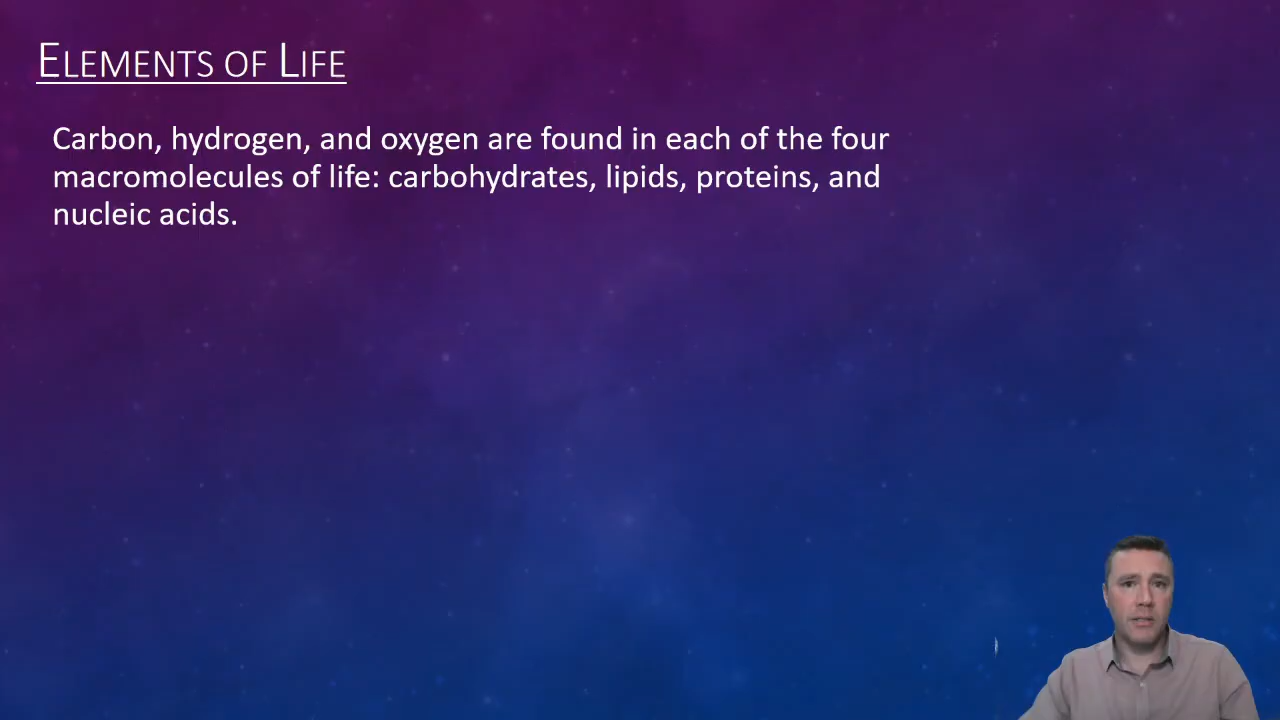 Elements of Life
Carbon, hydrogen, and oxygen are found in each of the four
macromolecules of life: carbohydrates, lipids, proteins, and
nucleic acids.